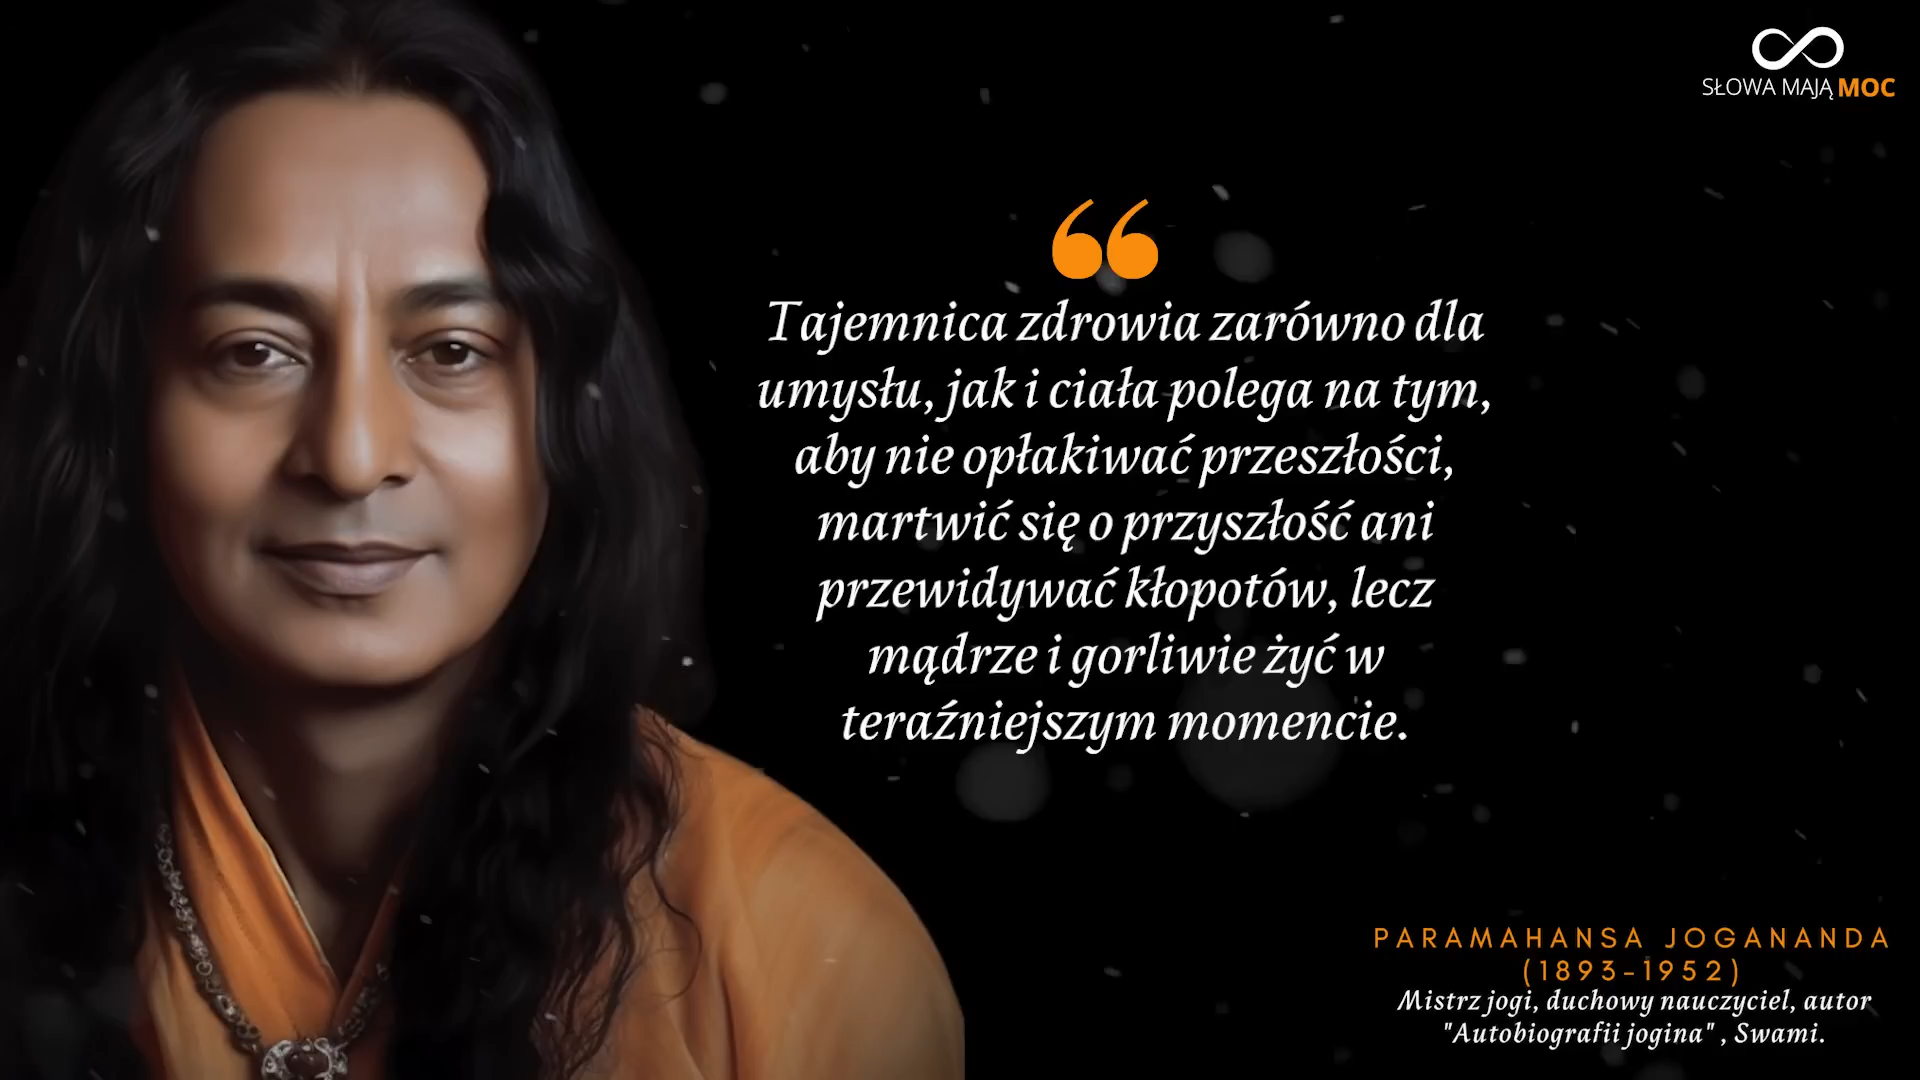 SŁOWA MAJĄ MOC
Tajemnica zdrowia zarówno dla
umysłu, jak i ciała polega na tym,
aby nie opłakiwać przeszłości,
martwić się o przyszłość ani
przewidywać kłopotów, lecz
mądrze i gorliwie żyć w
teraźniejszym momencie.
PARAMAHANSA JOGANANDA
(1893-1952)
Mistrz jogi, duchowy nauczyciel, autor
"Autobiografii jogina" , Swami.